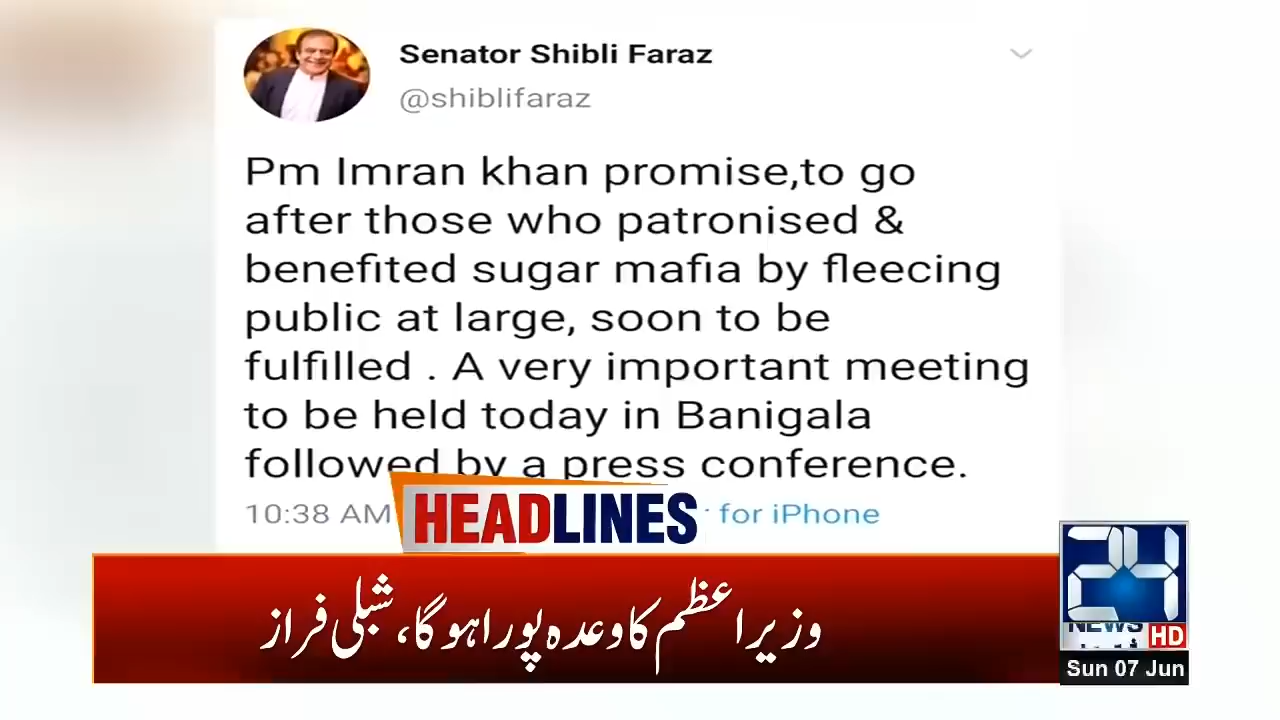 Senator Shibli Faraz
@shiblifaraz
Pm Imran khan promise,to go
after those who patronised &
benefited sugar mafia by fleecing
public at large, soon to be
fulfilled . A very important meeting
to be held today in Banigala
followed by a press conference.
10:38 AM
for iPhone
HEADLINES
وزیراعظم کا وعدہ پورا ہوگا، شبلی فراز
24
NEWS
HD
Sun 07 Jun